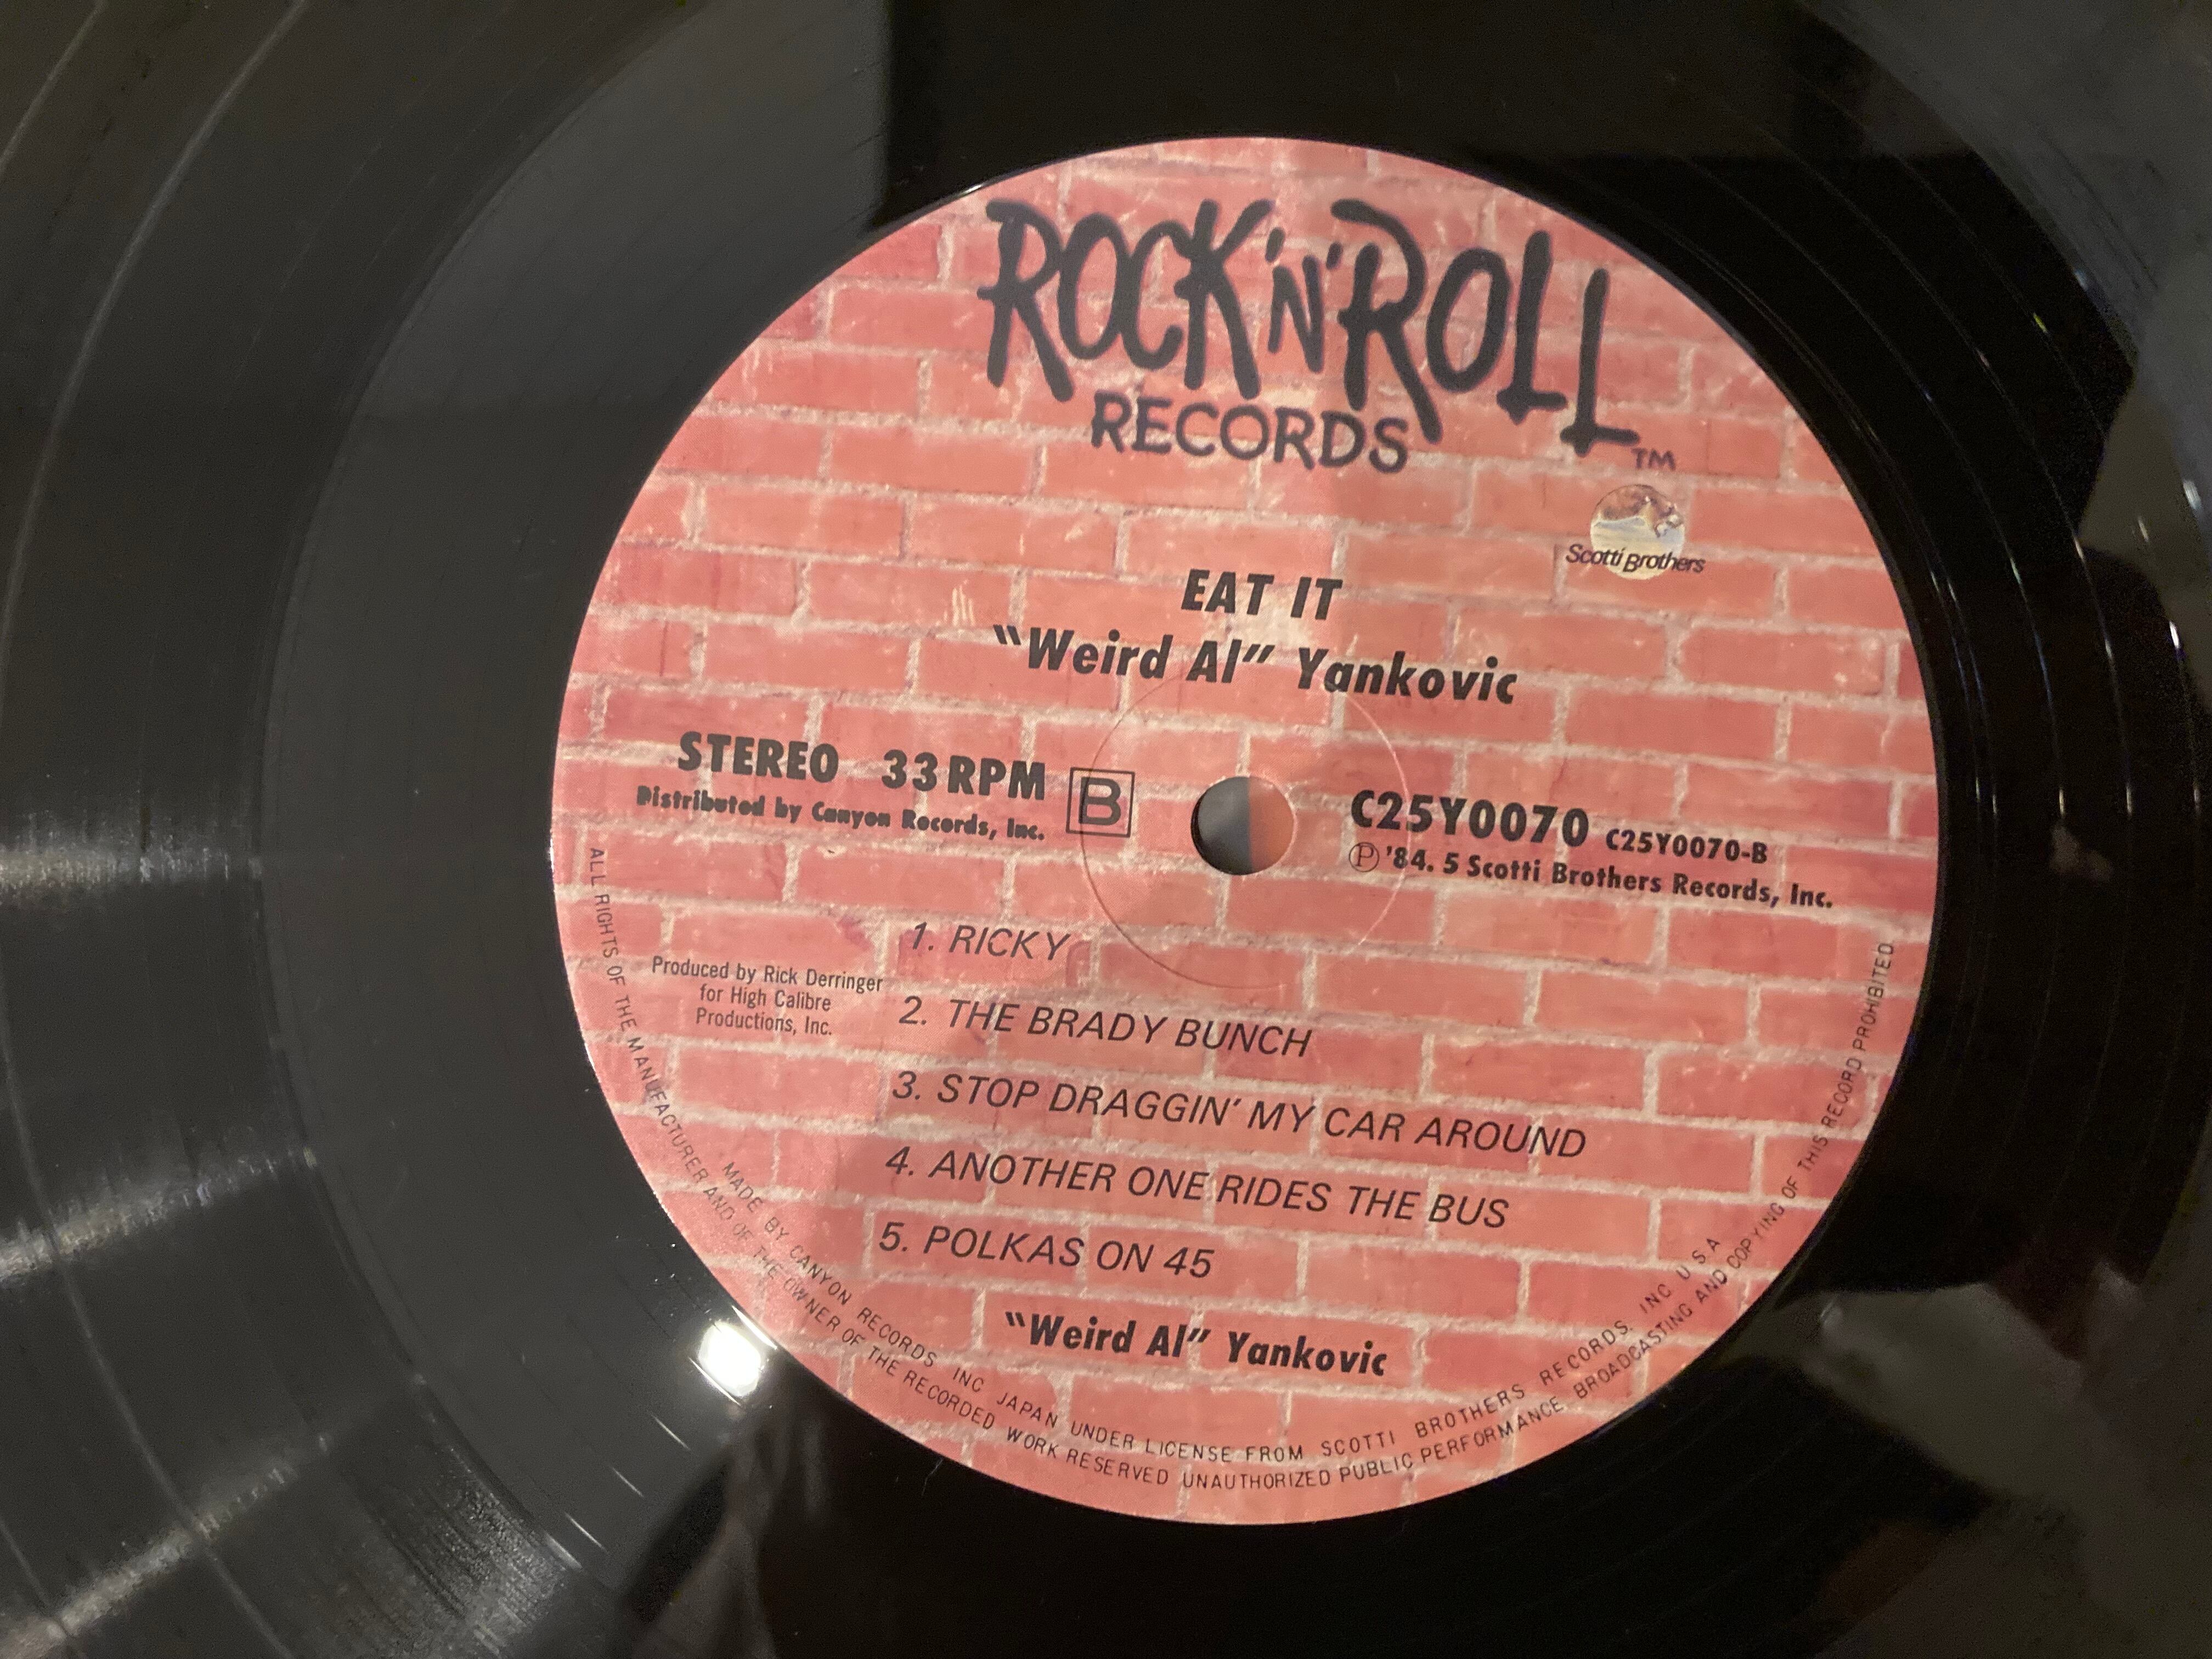 ROCK 'N' ROLL
RECORDS
TM
Scotti Brothers
EAT IT
"Weird Al" Yankovic
STEREO 33 RPM
Distributed by Canyon Records, Inc.
B
C25Y0070 C25Y0070-B
Ⓟ '84. 5 Scotti Brothers Records, Inc.
1. RICKY
Produced by Rick Derringer
for High Calibre
Productions, Inc.
2. THE BRADY BUNCH
3. STOP DRAGGIN' MY CAR AROUND
4. ANOTHER ONE RIDES THE BUS
5. POLKAS ON 45
"Weird Al" Yankovic
MADE BY CANYON RECORDS INC JAPAN UNDER LICENSE FROM SCOTTI BROTHERS RECORDS. INC U.S.A
ALL RIGHTS OF THE MANUFACTURER AND OF THE OWNER OF THE RECORDED WORK RESERVED UNAUTHORIZED PUBLIC PERFORMANCE, BROADCASTING AND COPYING OF THIS RECORD PROHIBITED